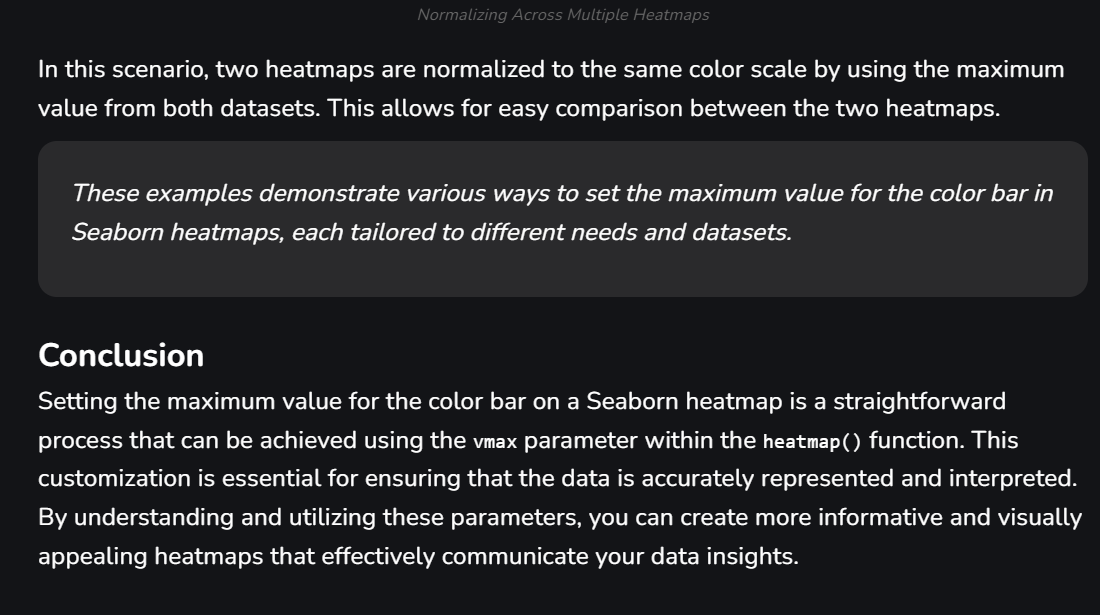 Normalizing Across Multiple Heatmaps
In this scenario, two heatmaps are normalized to the same color scale by using the maximum
value from both datasets. This allows for easy comparison between the two heatmaps.
These examples demonstrate various ways to set the maximum value for the color bar in
Seaborn heatmaps, each tailored to different needs and datasets.
Conclusion
Setting the maximum value for the color bar on a Seaborn heatmap is a straightforward
process that can be achieved using the vmax parameter within the heatmap() function. This
customization is essential for ensuring that the data is accurately represented and interpreted.
By understanding and utilizing these parameters, you can create more informative and visually
appealing heatmaps that effectively communicate your data insights.